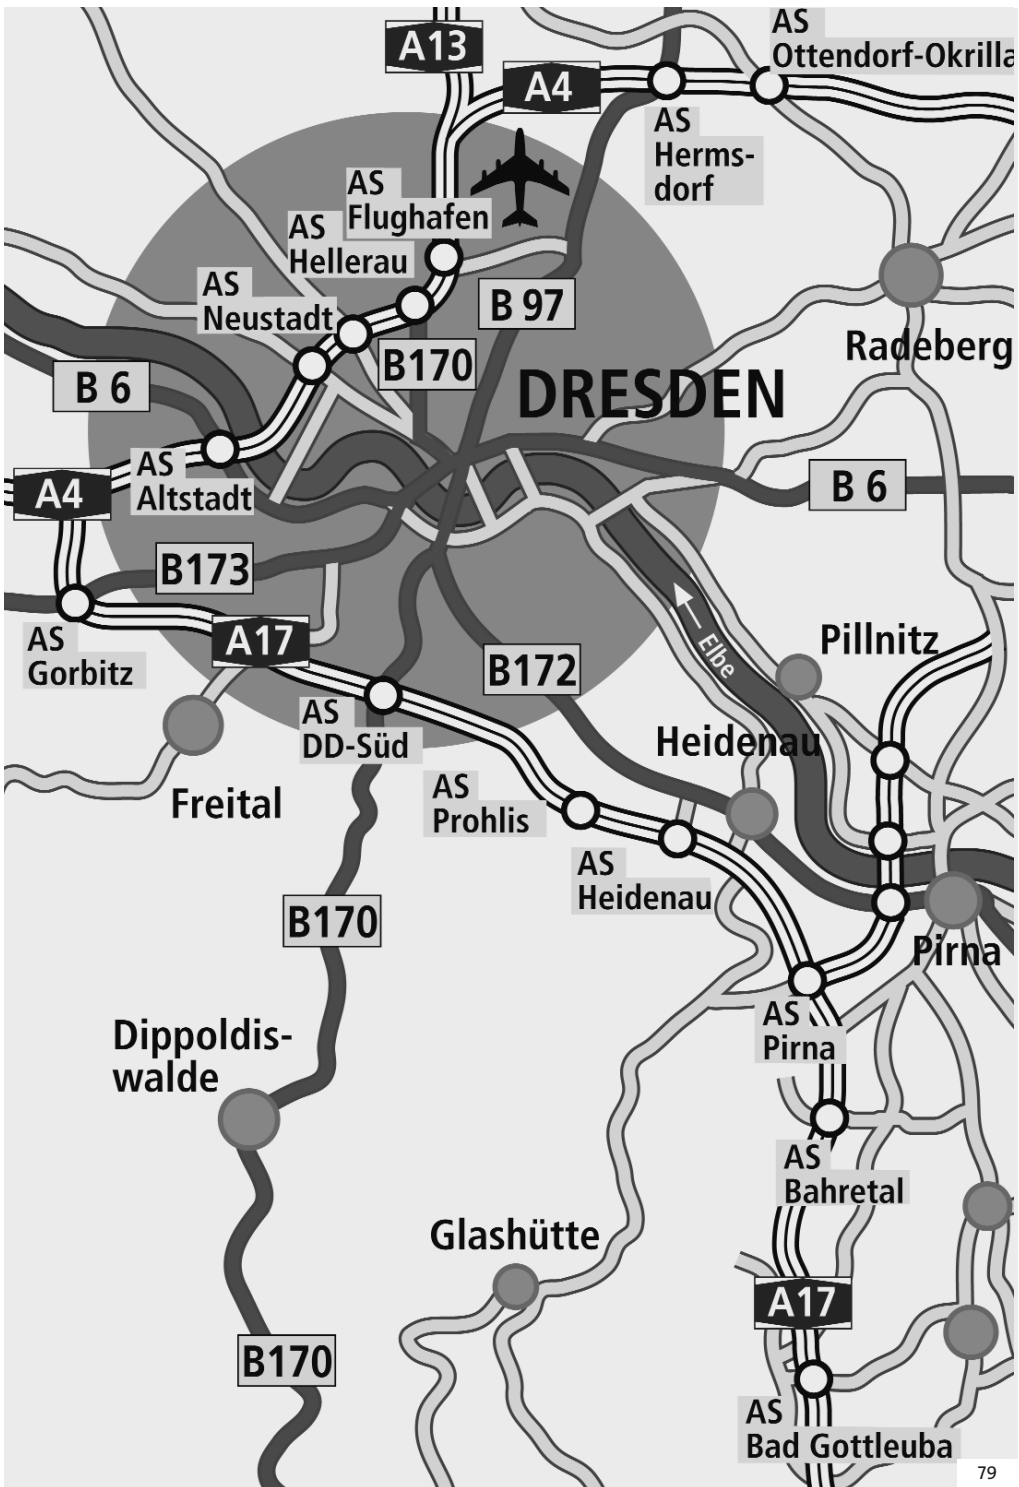 AS
Ottendorf-Okrilla
A13
A4
AS
Herms-
dorf
AS
Flughafen
AS
Hellerau
AS
Neustadt
B 97
B170
B 6
DRESDEN
Radeberg
AS
Altstadt
A4
B 6
B173
AS
Gorbitz
A17
Elbe
Pillnitz
B172
AS
DD-Süd
Heidenau
Freital
AS
Prohlis
AS
Heidenau
B170
Pirna
AS
Pirna
Dippoldis-
walde
AS
Bahretal
Glashütte
A17
B170
AS
Bad Gottleuba
79